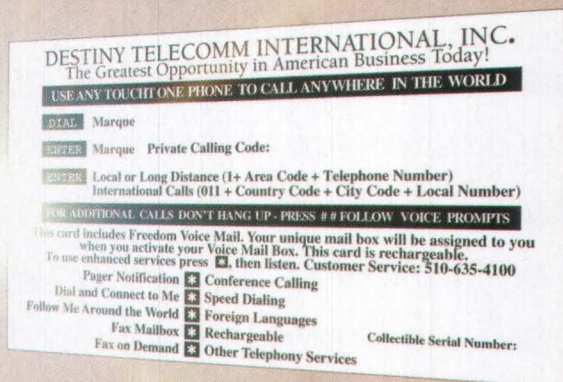 DESTINY TELECOMM INTERNATIONAL, INC.
The Greatest Opportunity in American Business Today!
USE ANY TOUCHT ONE PHONE TO CALL ANYWHERE IN THE WORLD
DIAL Marque
ENTER Marque Private Calling Code:
ENTER Local or Long Distance (1+ Area Code + Telephone Number)
International Calls (011 + Country Code + City Code + Local Number)
FOR ADDITIONAL CALLS DON'T HANG UP - PRESS ## FOLLOW VOICE PROMPTS
This card includes Freedom Voice Mail. Your unique mail box will be assigned to you
when you activate your Voice Mail Box. This card is rechargeable.
To use enhanced services press *, then listen. Customer Service: 510-635-4100
Pager Notification * Conference Calling
Dial and Connect to Me * Speed Dialing
Follow Me Around the World * Foreign Languages
Fax Mailbox * Rechargeable
Fax on Demand * Other Telephony Services
Collectible Serial Number: